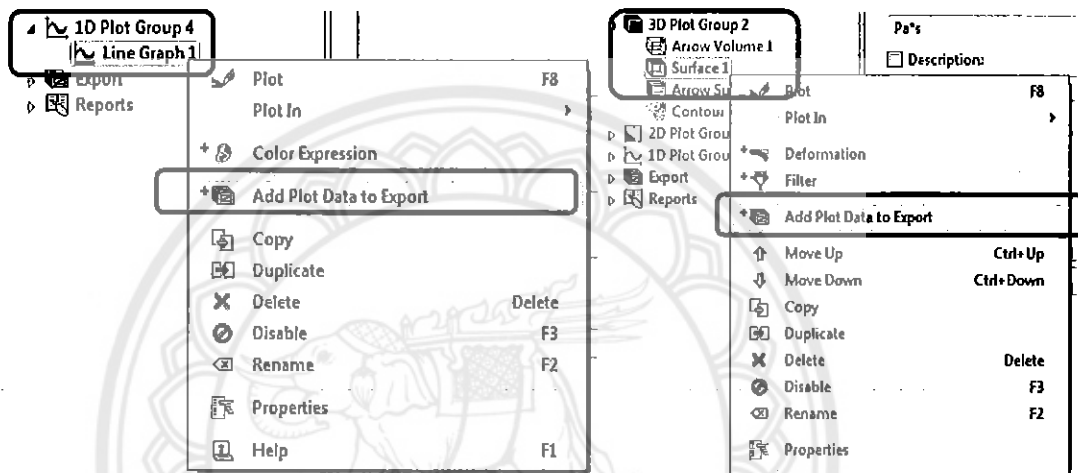 1D Plot Group 4
Line Graph 1
Export
Reports
Plot F8
Plot In
Color Expression
Add Plot Data to Export
Copy
Duplicate
Delete Delete
Disable F3
Rename F2
Properties
Help F1
3D Plot Group 2
Arrow Volume 1
Surface 1
Arrow Su
Contour
2D Plot Grou
1D Plot Grou
Export
Reports
Pa*s
Description:
Plot F8
Plot In
Deformation
Filter
Add Plot Data to Export
Move Up Ctrl+Up
Move Down Ctrl+Down
Copy
Duplicate
Delete Delete
Disable F3
Rename F2
Properties